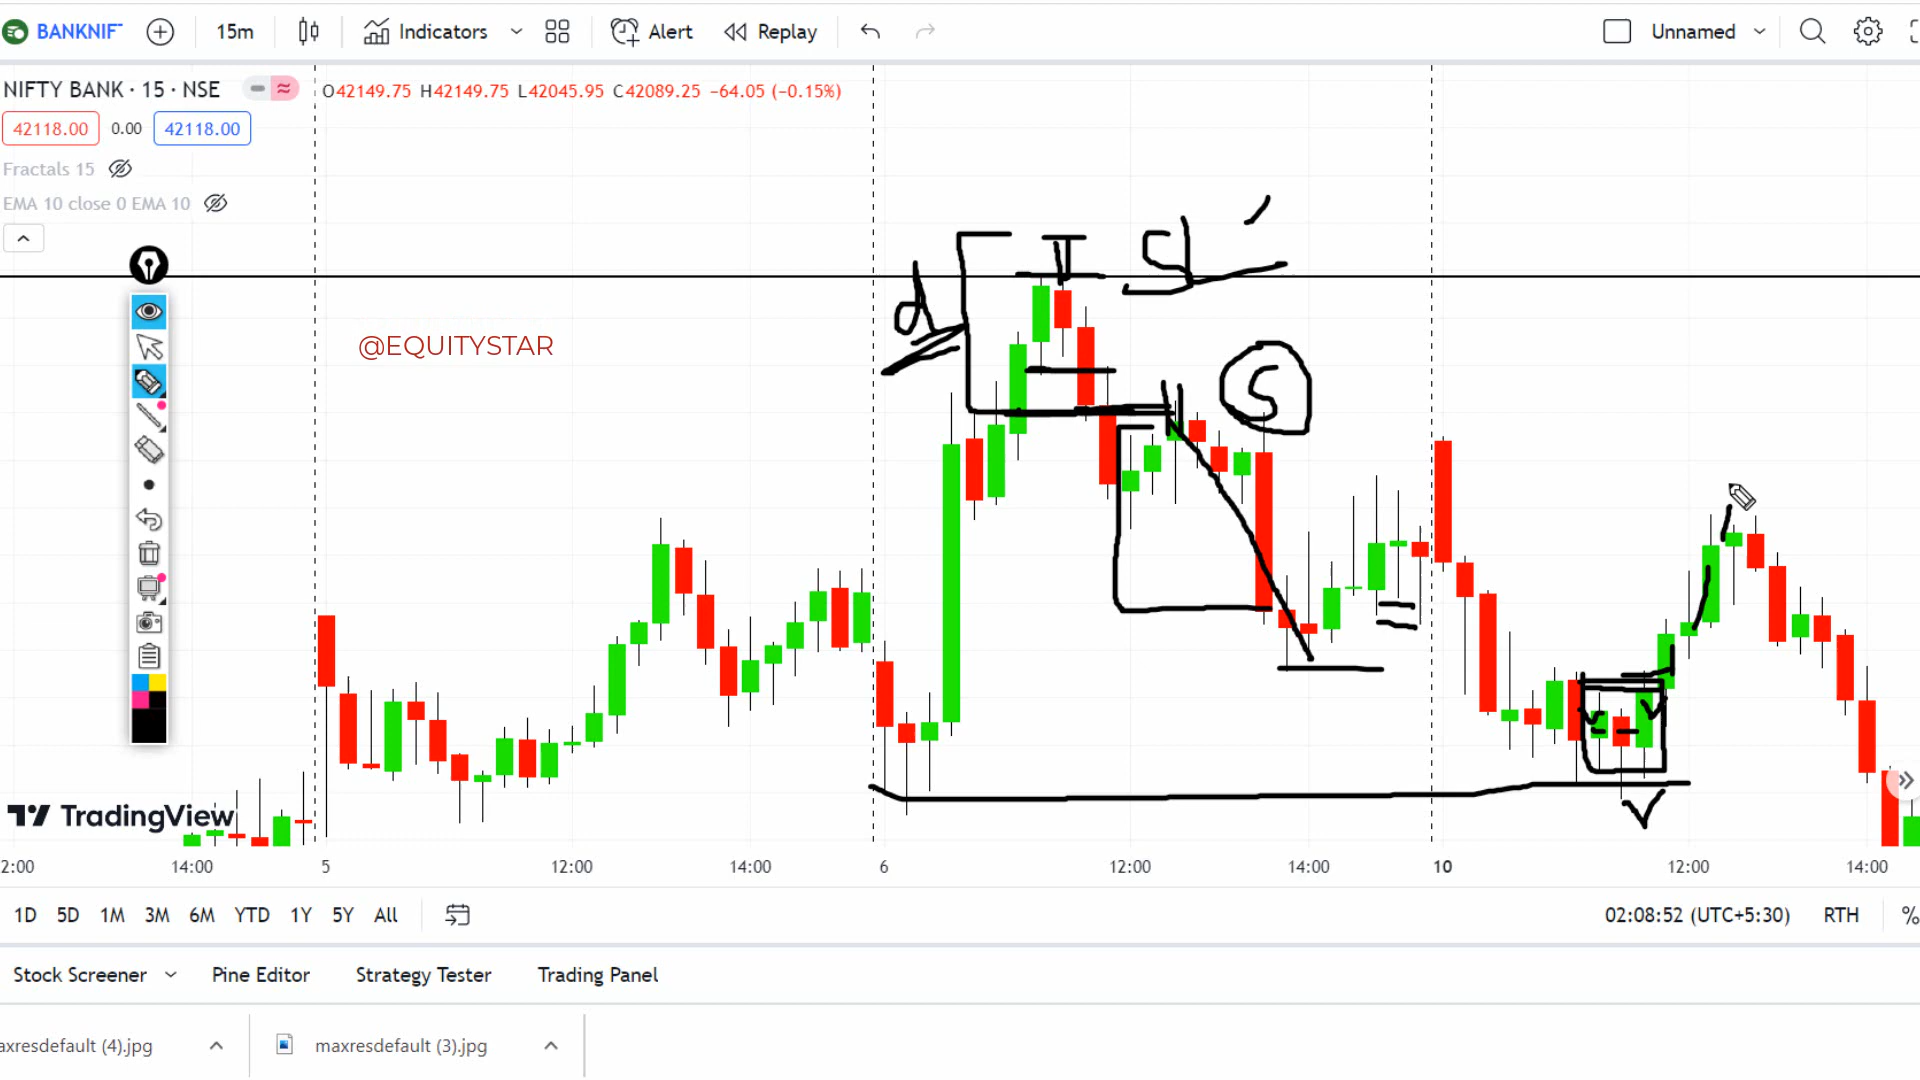 BANKNIF
15m
Indicators
Alert
Replay
Unnamed
NIFTY BANK · 15 · NSE
O42149.75 H42149.75 L42045.95 C42089.25 −64.05 (−0.15%)
42118.00 0.00 42118.00
Fractals 15
EMA 10 close 0 EMA 10
@EQUITYSTAR
d
S
TradingView
2:00 14:00 5 12:00 14:00 6 12:00 14:00 10 12:00 14:00
1D 5D 1M 3M 6M YTD 1Y 5Y All
02:08:52 (UTC+5:30) RTH %
Stock Screener Pine Editor Strategy Tester Trading Panel
axresdefault (4).jpg maxresdefault (3).jpg